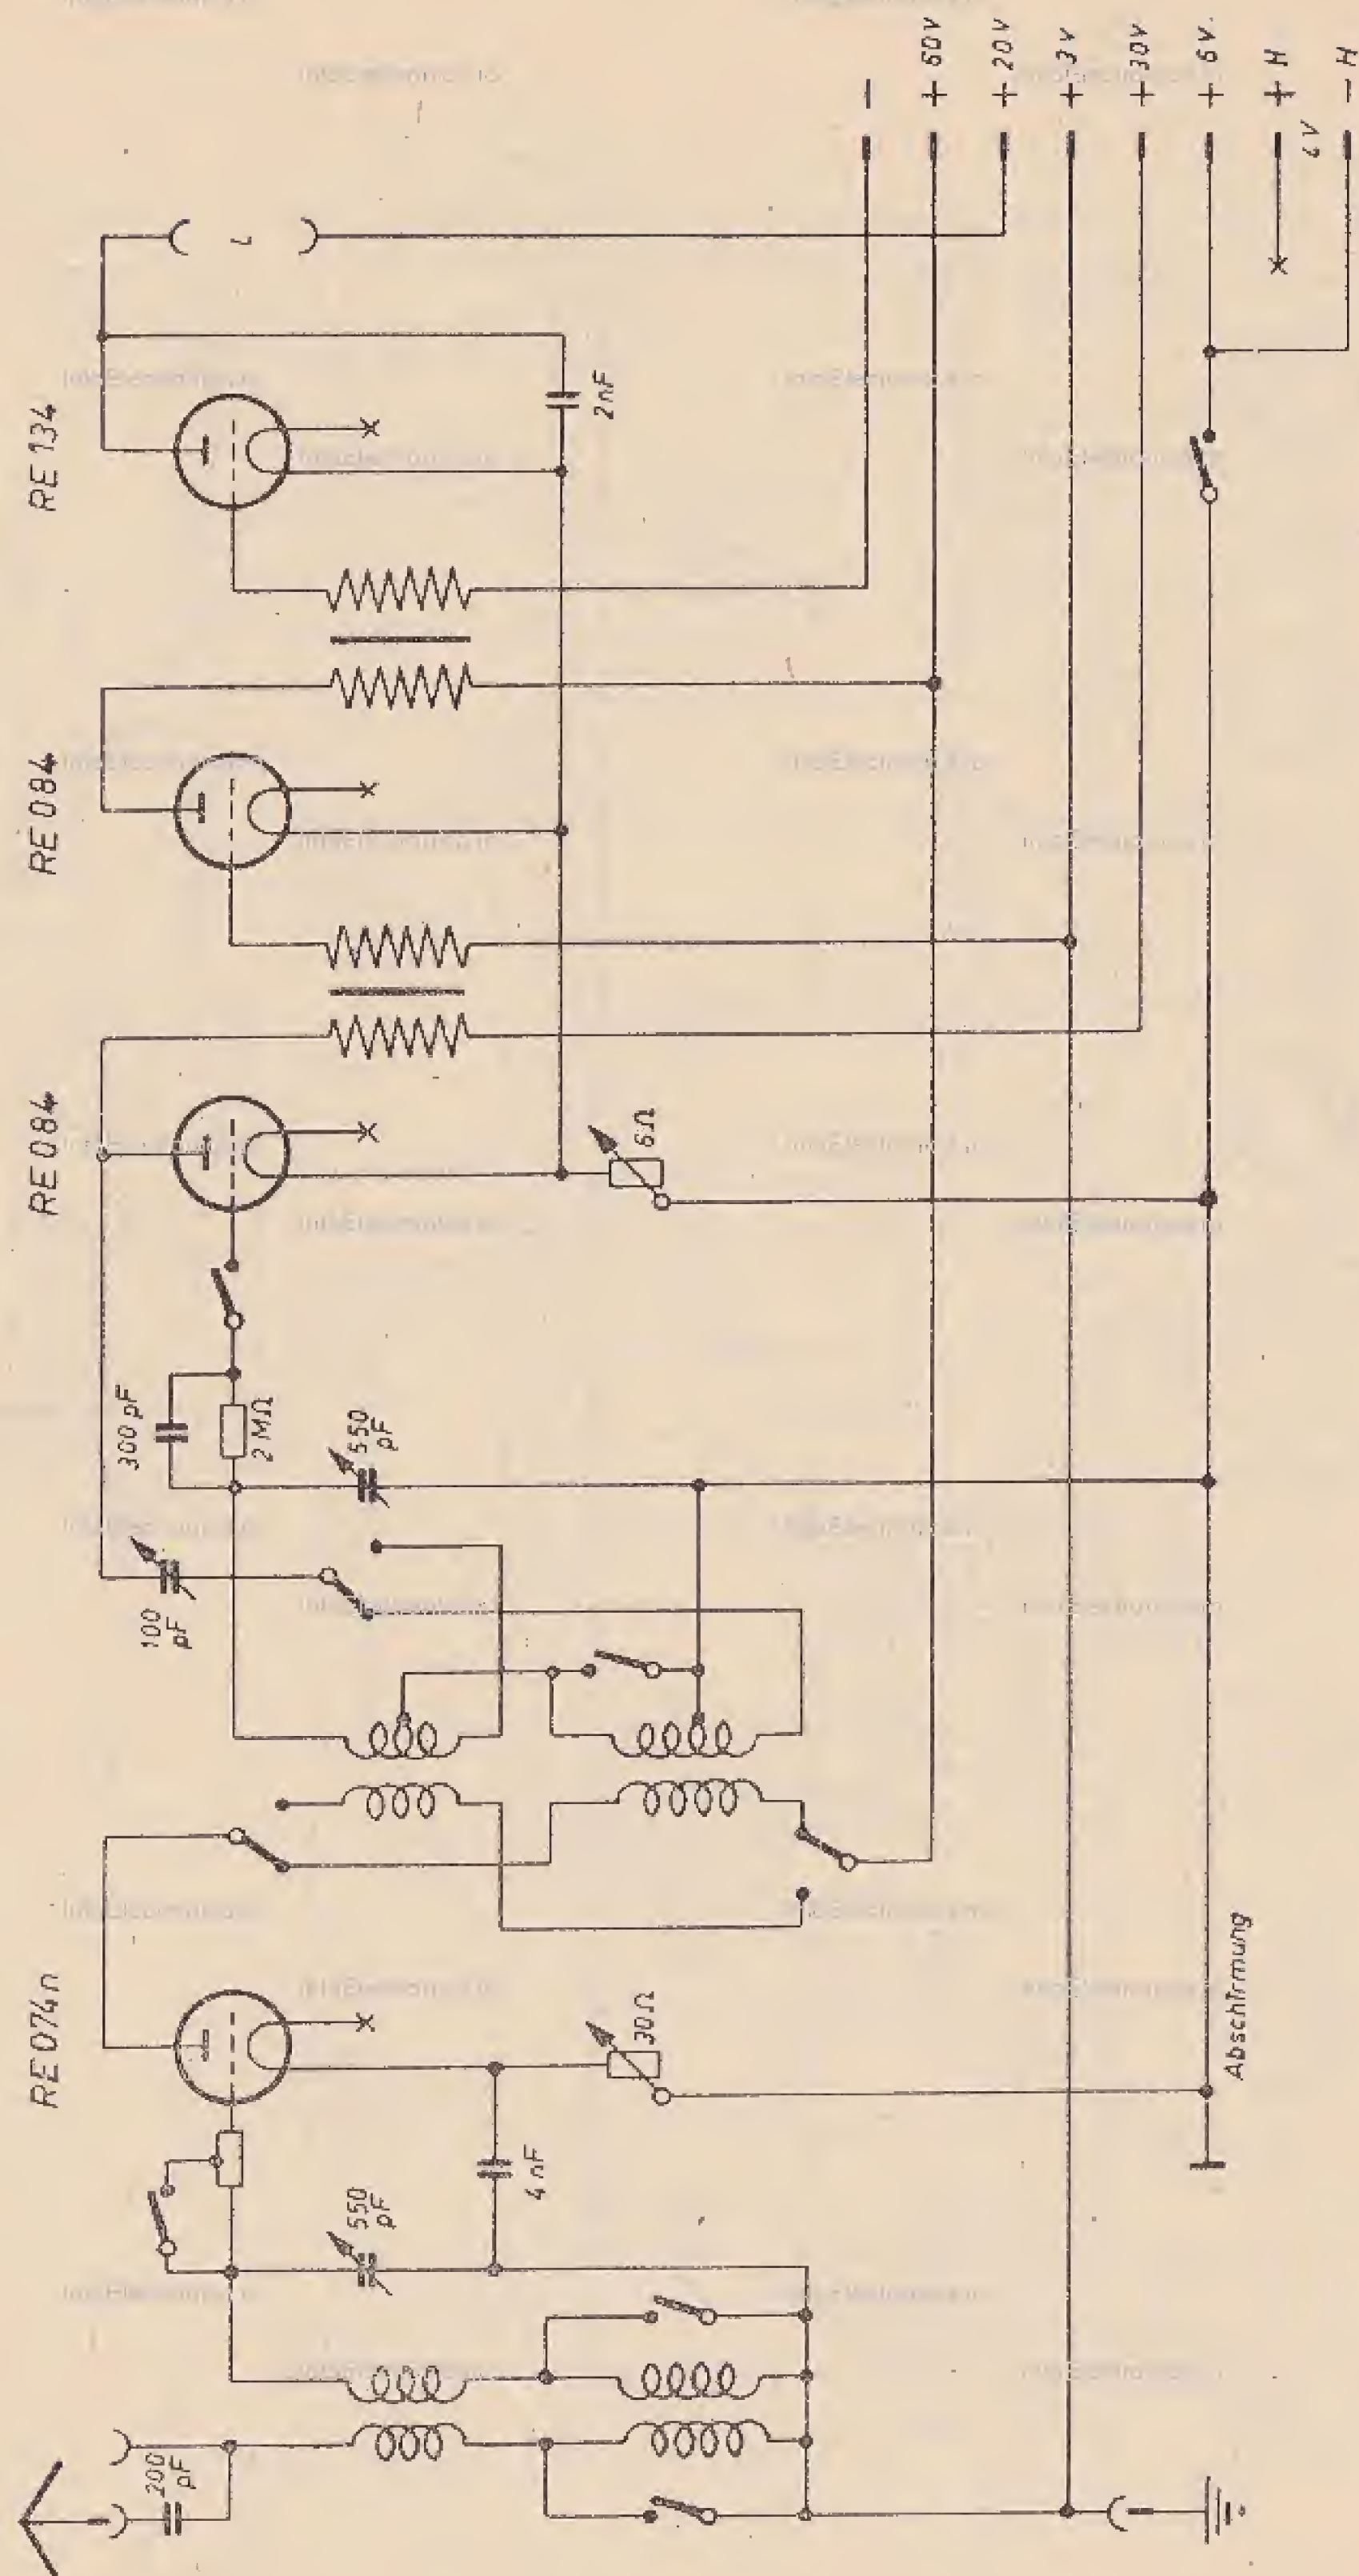 RE 074n
RE 084
RE 084
RE 134
200
pF
550
pF
4 nF
30Ω
100
pF
300 pF
2 MΩ
550
pF
6Ω
2nF
L
−
+ 60V
+ 20V
+ 3V
+ 30V
+ 6V.
+ H
4V
− H
Abschirmung